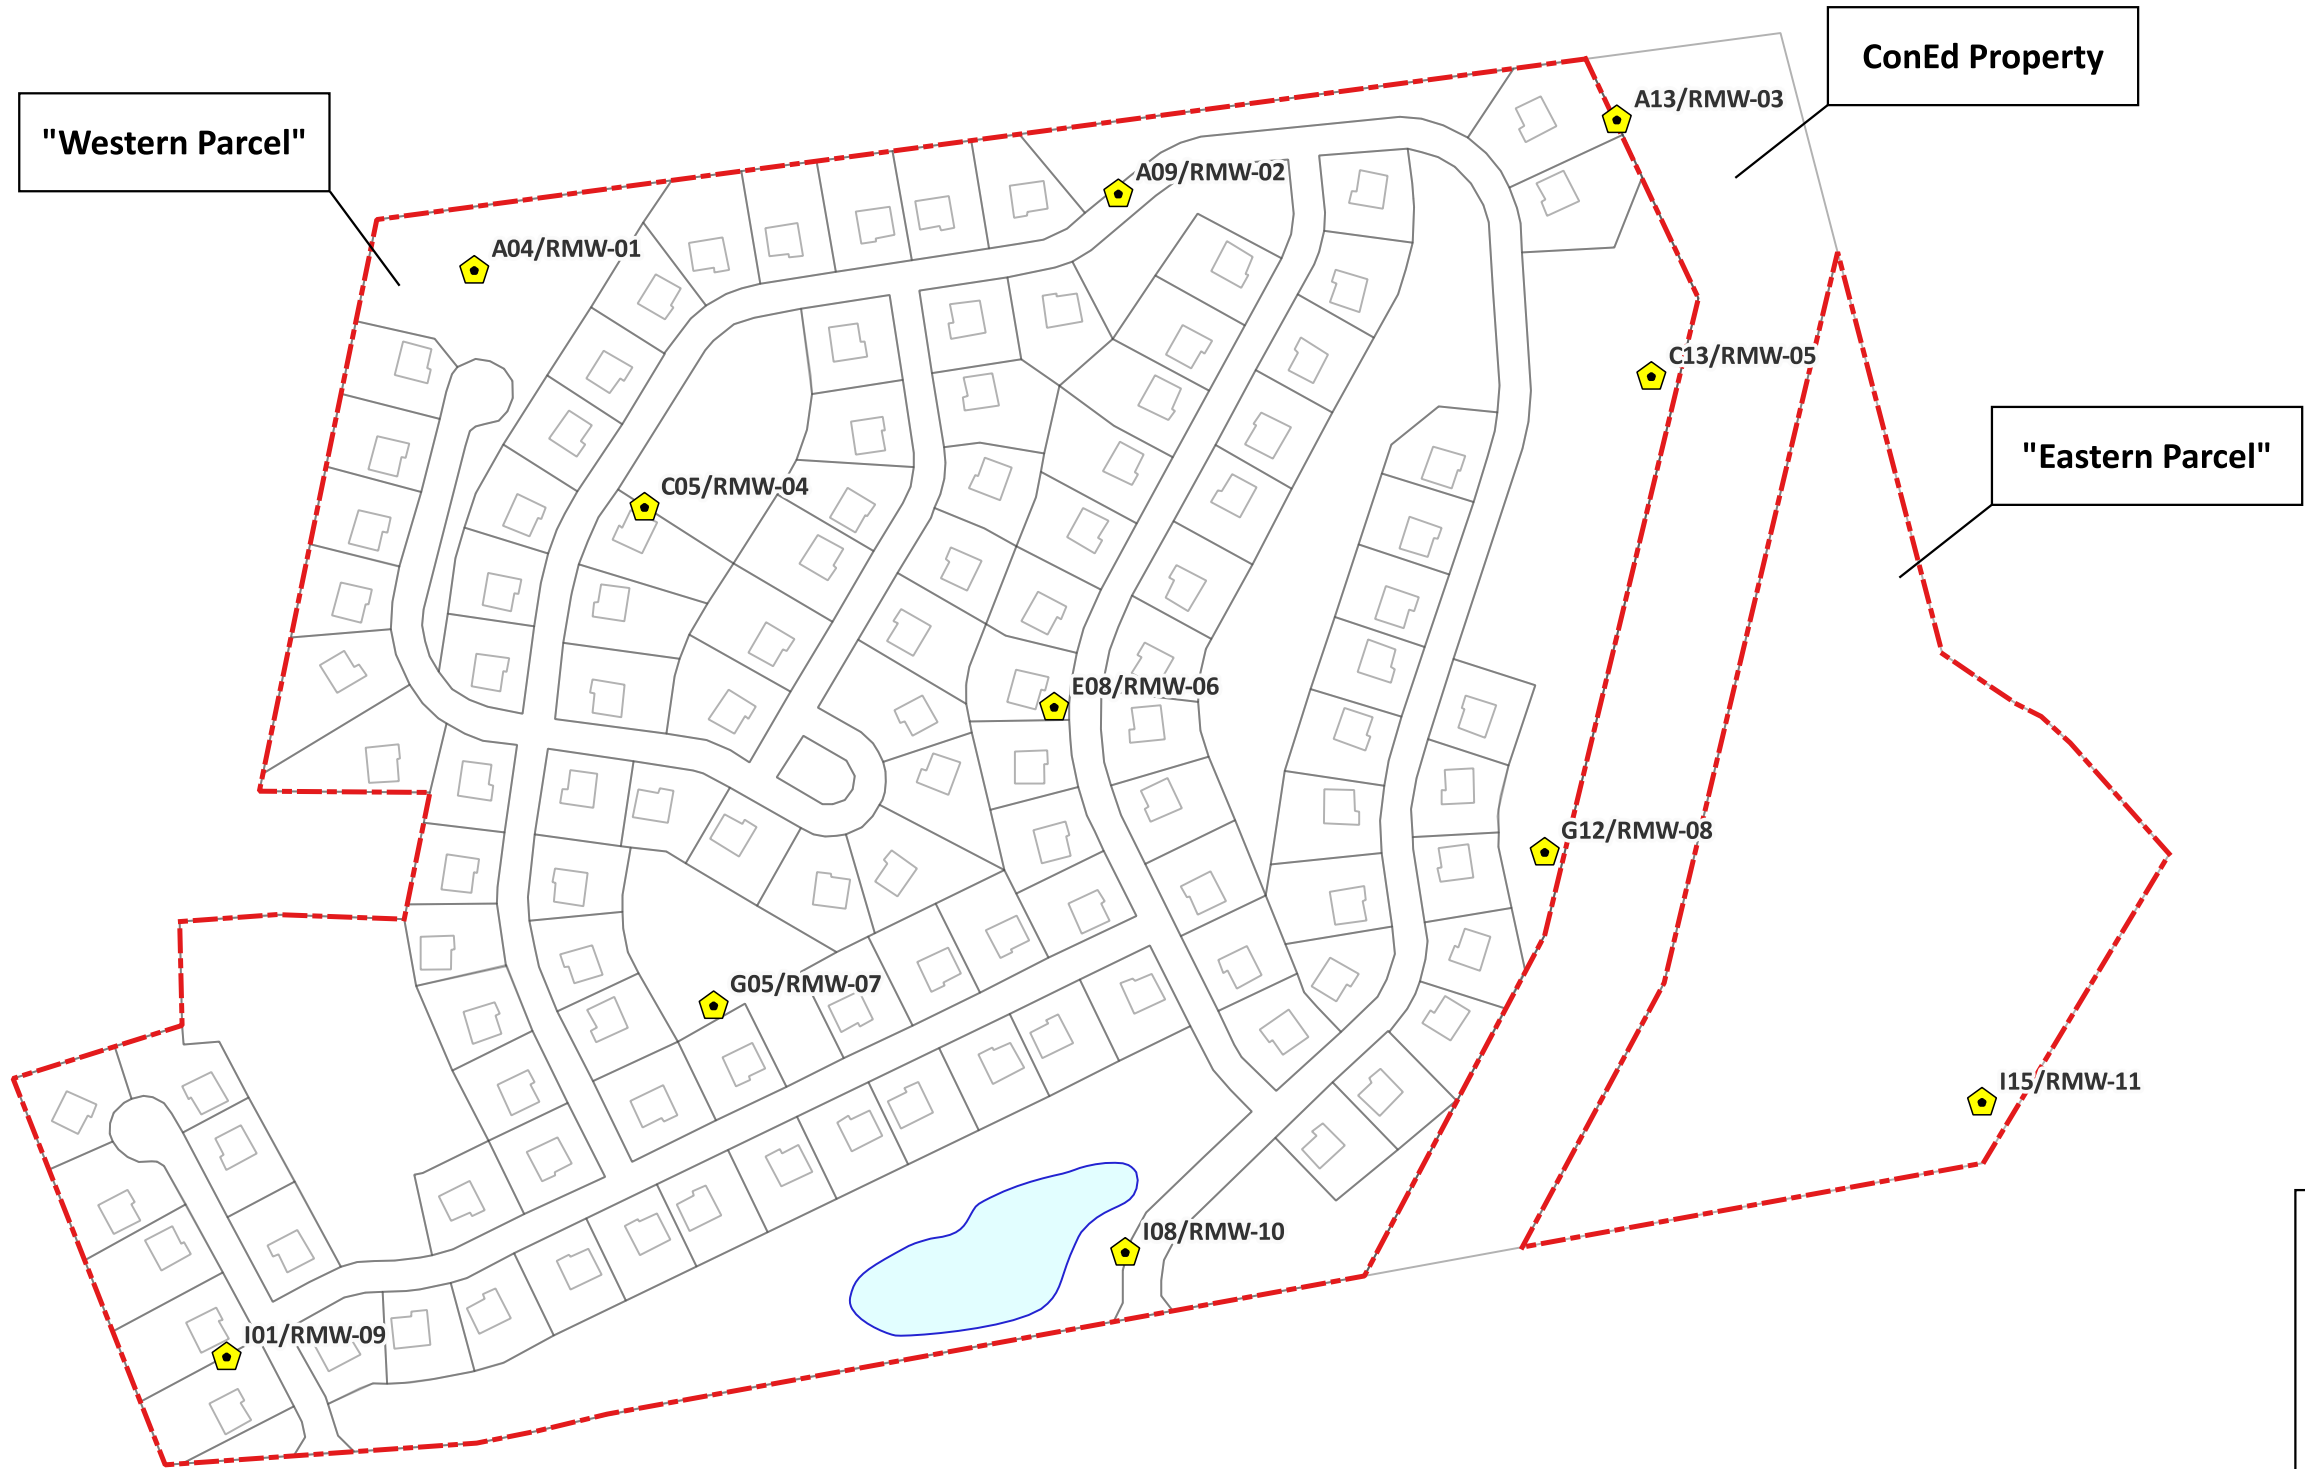 ConEd Property
A13/RMW-03
"Western Parcel"
A09/RMW-02
A04/RMW-01
C13/RMW-05
"Eastern Parcel"
C05/RMW-04
E08/RMW-06
G12/RMW-08
G05/RMW-07
I15/RMW-11
I08/RMW-10
I01/RMW-09